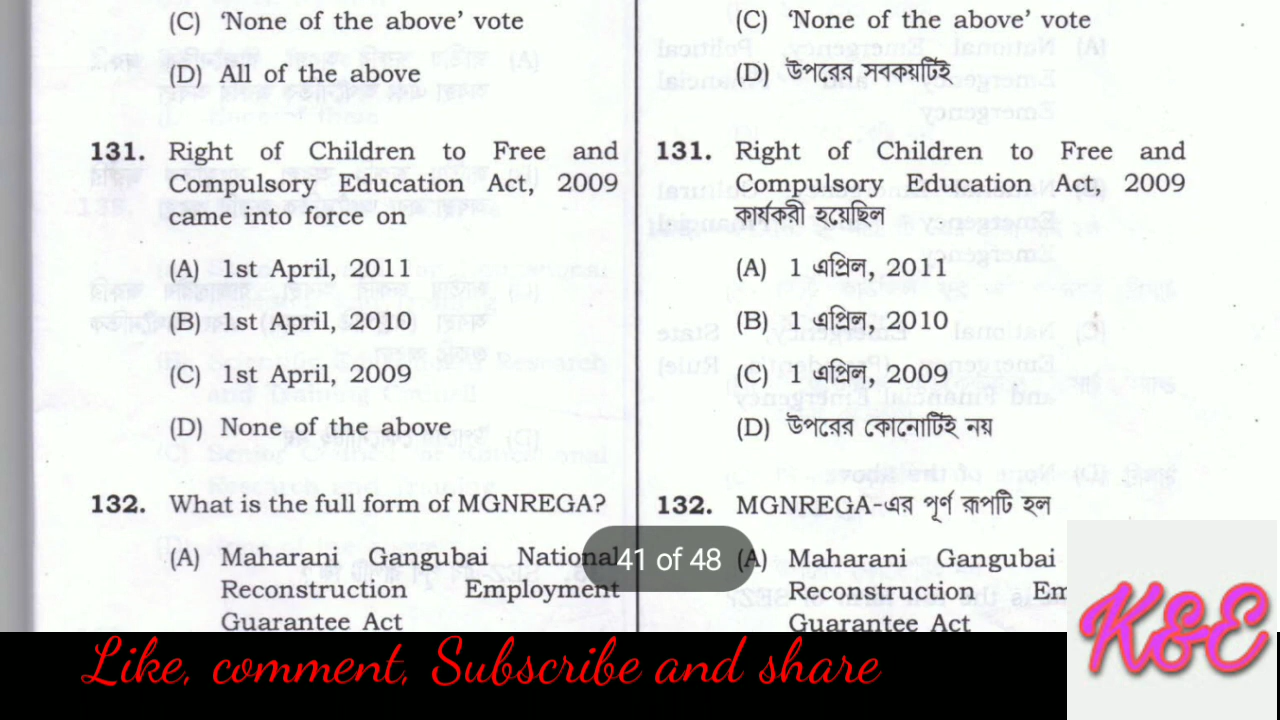 (C) 'None of the above' vote
(D) All of the above
131. Right of Children to Free and
Compulsory Education Act, 2009
came into force on
(A) 1st April, 2011
(B) 1st April, 2010
(C) 1st April, 2009
(D) None of the above
132. What is the full form of MGNREGA?
(A) Maharani Gangubai National
Reconstruction Employment
Guarantee Act
(C) 'None of the above' vote
(D) উপরের সবকয়টিই
131. Right of Children to Free and
Compulsory Education Act, 2009
কার্যকরী হয়েছিল
(A) 1 এপ্রিল, 2011
(B) 1 এপ্রিল, 2010
(C) 1 এপ্রিল, 2009
(D) উপরের কোনোটিই নয়
132. MGNREGA-এর পূর্ণ রূপটি হল
(A) Maharani Gangubai
Reconstruction Em
Guarantee Act
41 of 48
Like, comment, Subscribe and share
K&E